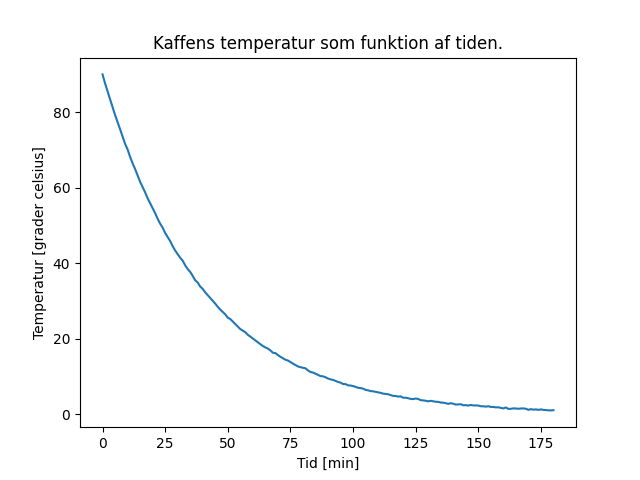 Kaffens temperatur som funktion af tiden.
Temperatur [grader celsius]
80
60
40
20
0
0 25 50 75 100 125 150 175
Tid [min]